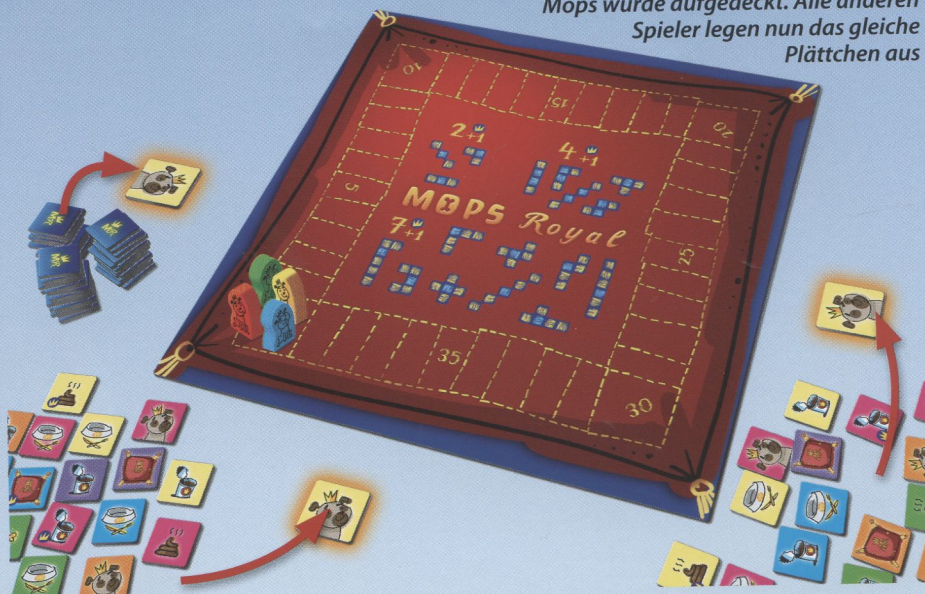 Mops wurde aufgedeckt. Alle anderen
Spieler legen nun das gleiche
Plättchen aus
10
15
20
2+1
4+1
5
MOPS Royal
7+1
25
35
30